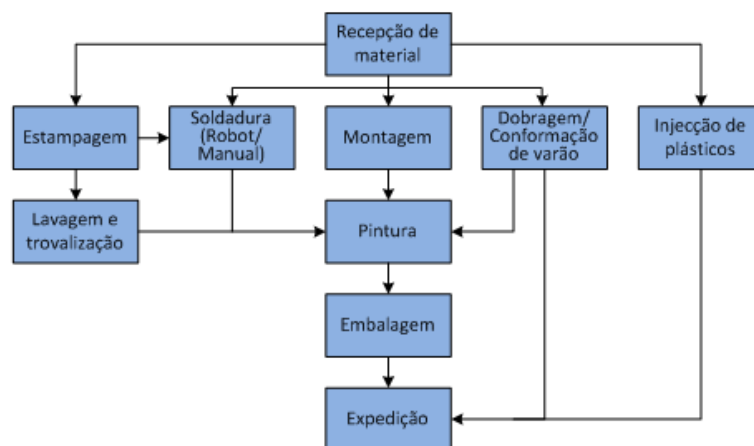 Recepção de
material
Estampagem
Soldadura
(Robot/
Manual)
Montagem
Dobragem/
Conformação
de varão
Injecção de
plásticos
Lavagem e
trovalização
Pintura
Embalagem
Expedição